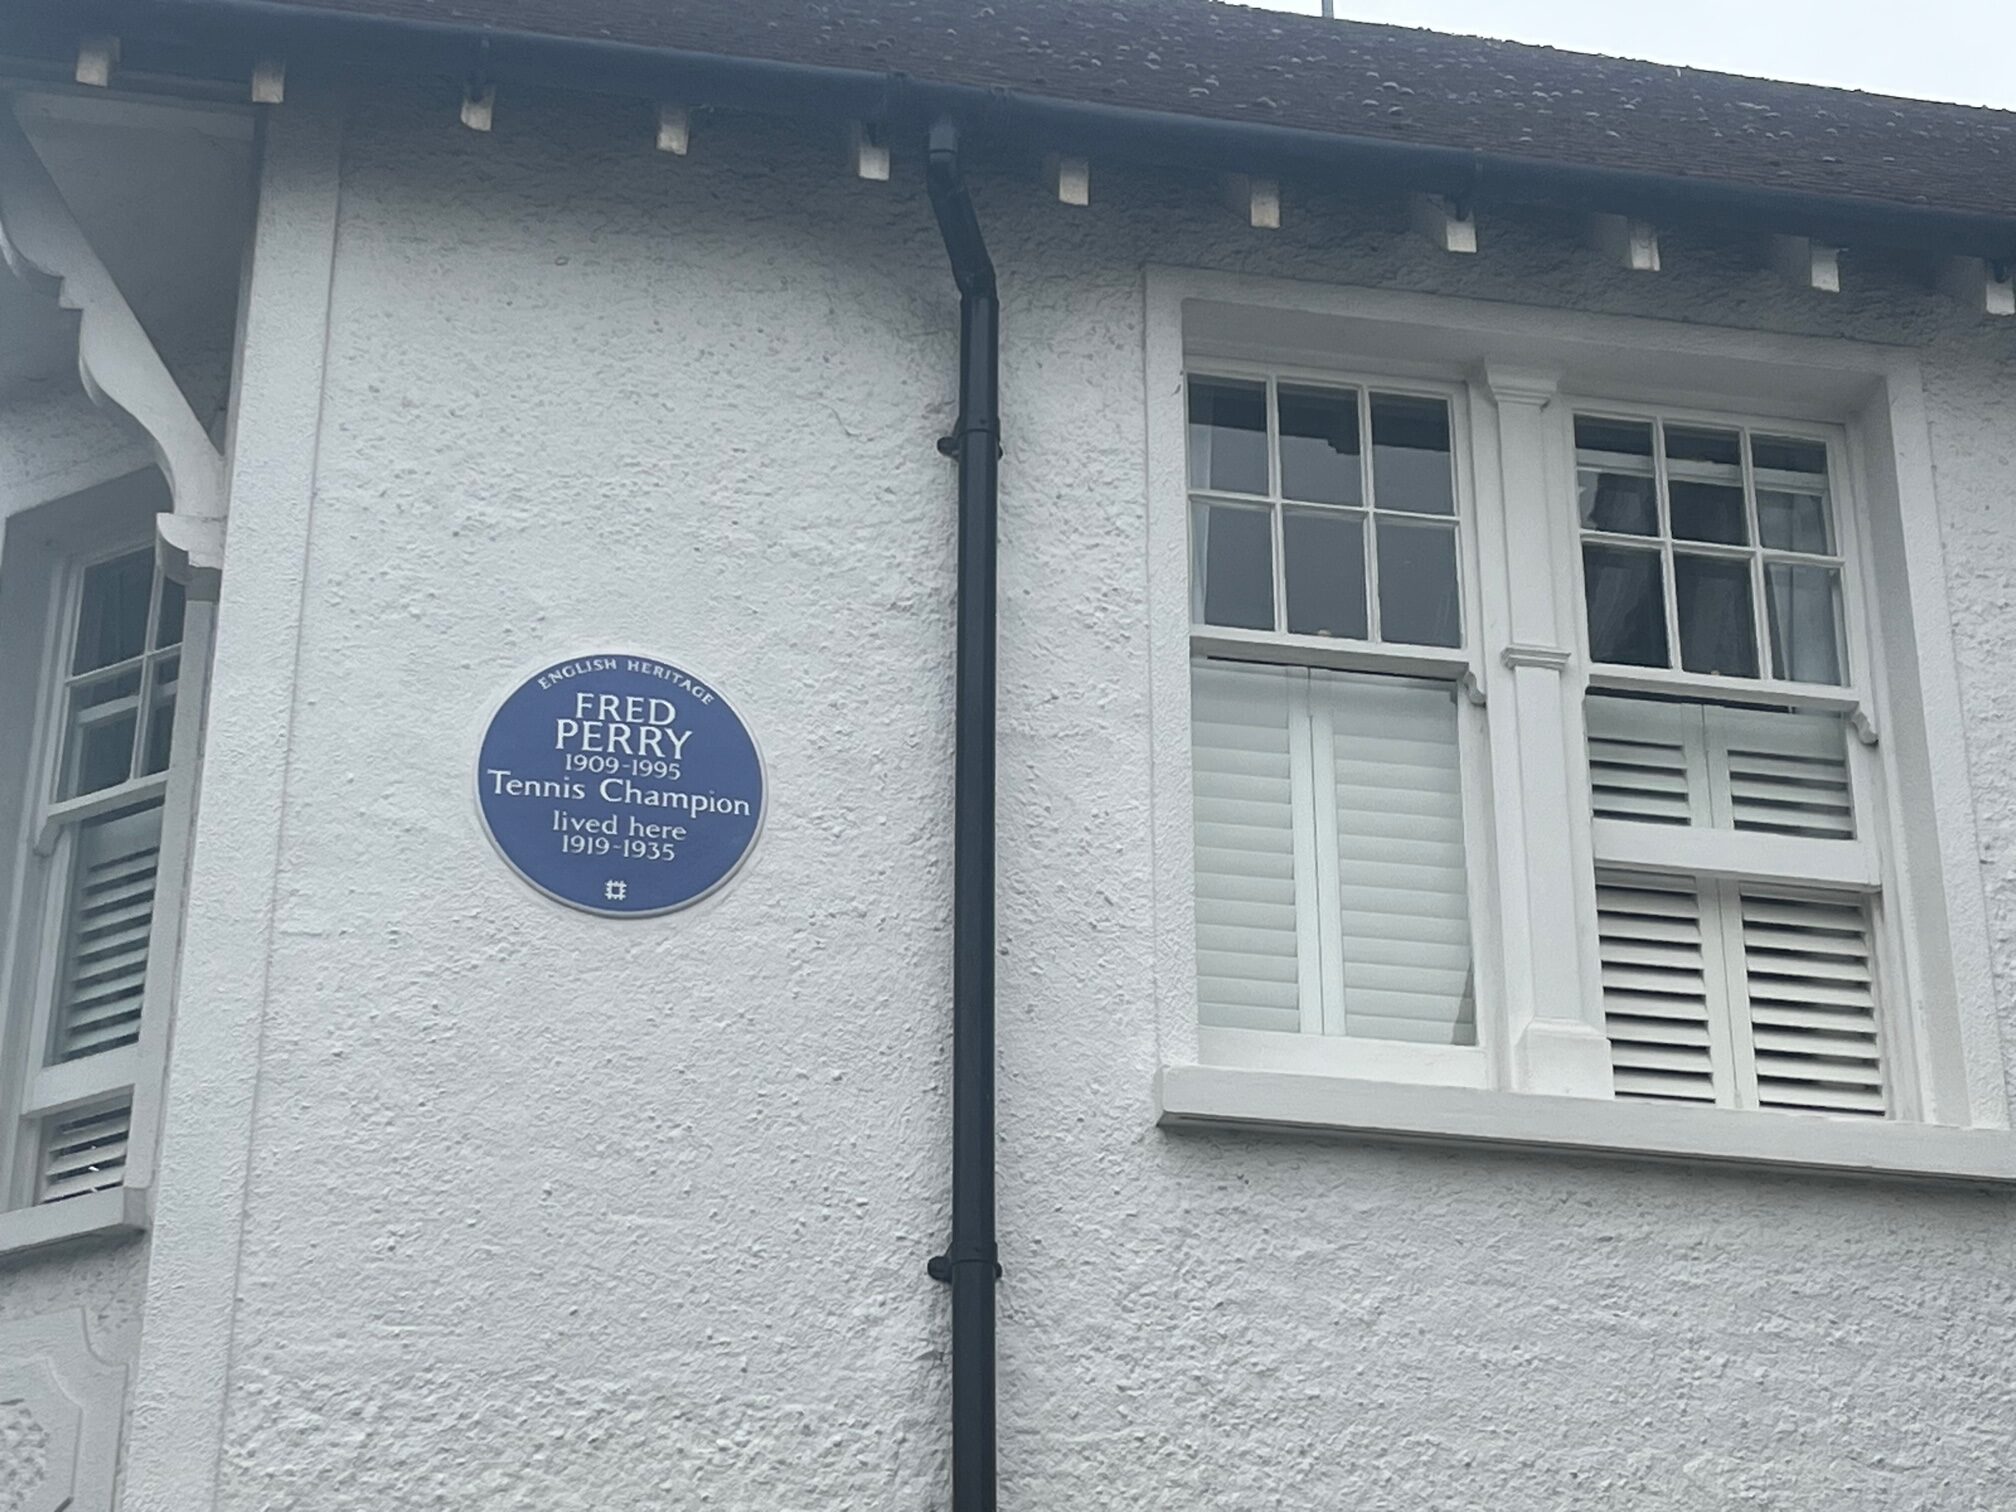 ENGLISH HERITAGE
FRED
PERRY
1909-1995
Tennis Champion
lived here
1919-1935